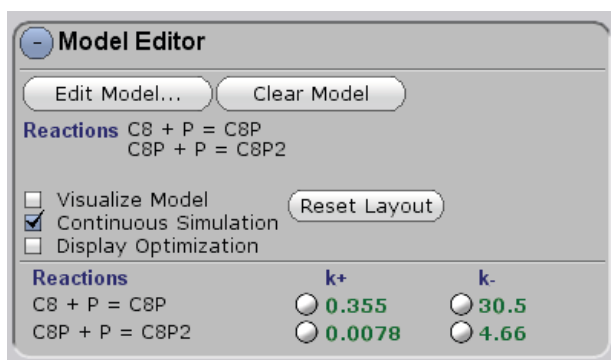 - Model Editor
Edit Model... Clear Model
Reactions C8 + P = C8P
C8P + P = C8P2
Visualize Model
Continuous Simulation Reset Layout
Display Optimization
Reactions k+ k-
C8 + P = C8P 0.355 30.5
C8P + P = C8P2 0.0078 4.66